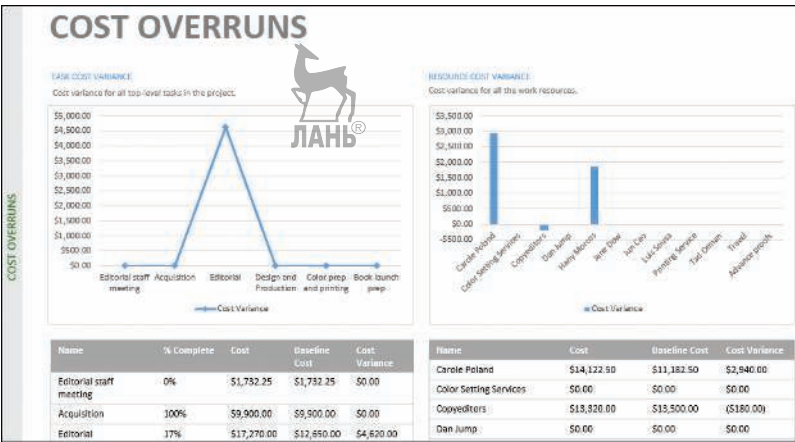 COST OVERRUNS
COST OVERRUNS
TASK COST VARIANCE
Cost variance for all top-level tasks in the project.
ЛАНЬ®
$5,000.00
$4,500.00
$4,000.00
$3,500.00
$3,000.00
$2,500.00
$2,000.00
$1,500.00
$1,000.00
$500.00
$0.00
Editorial staff meeting
Acquisition
Editorial
Design and Production
Color prep and printing
Book launch prep
Cost Variance
Name % Complete Cost Baseline Cost Cost Variance
Editorial staff meeting 0% $1,732.25 $1,732.25 $0.00
Acquisition 100% $9,900.00 $9,900.00 $0.00
Editorial 17% $17,270.00 $12,650.00 $4,620.00
RESOURCE COST VARIANCE
Cost variance for all the work resources.
$3,500.00
$3,000.00
$2,500.00
$2,000.00
$1,500.00
$1,000.00
$500.00
$0.00
-$500.00
Carole Poland
Color Setting Services
Copyeditors
Dan Jump
Hany Morcos
Jane Dow
Jun Cao
Luis Sousa
Printing Service
Tad Orman
Travel
Advance proofs
Cost Variance
Name Cost Baseline Cost Cost Variance
Carole Poland $14,122.50 $11,182.50 $2,940.00
Color Setting Services $0.00 $0.00 $0.00
Copyeditors $13,320.00 $13,500.00 ($180.00)
Dan Jump $0.00 $0.00 $0.00